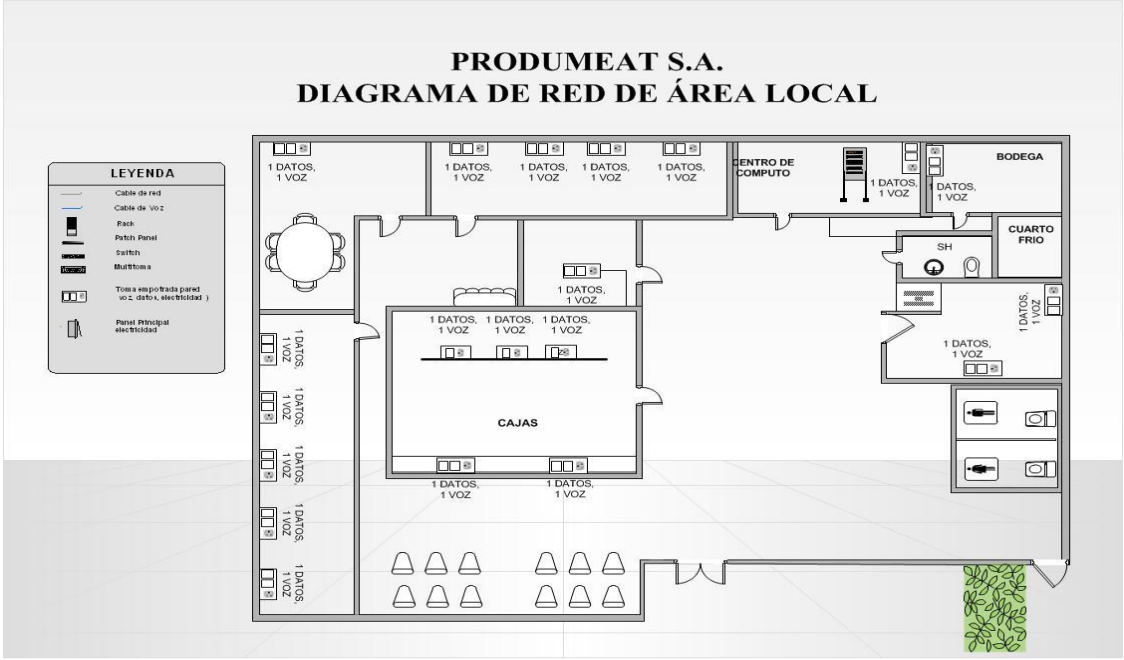 PRODUMEAT S.A.
DIAGRAMA DE RED DE ÁREA LOCAL
LEYENDA
Cable de red
Cable de Voz
Rack
Patch Panel
Switch
Multitoma
Toma empotrada pared
voz, datos, electricidad )
Panel Principal
electricidad
1 DATOS,
1 VOZ
1 DATOS,
1 VOZ
1 DATOS,
1 VOZ
1 DATOS,
1 VOZ
1 DATOS,
1 VOZ
CENTRO DE
COMPUTO
1 DATOS,
1 VOZ
BODEGA
1 DATOS,
1 VOZ
CUARTO
FRIO
SH
1 DATOS,
1 VOZ
1 DATOS,
1 VOZ
1 DATOS,
1 VOZ
1 DATOS,
1 VOZ
1 DATOS,
1 VOZ
1 DATOS,
1 VOZ
1 DATOS,
1 VOZ
CAJAS
1 DATOS,
1 VOZ
1 DATOS,
1 VOZ
1 DATOS,
1 VOZ
1 DATOS,
1 VOZ
1 DATOS,
1 VOZ
1 DATOS,
1 VOZ
1 DATOS,
1 VOZ